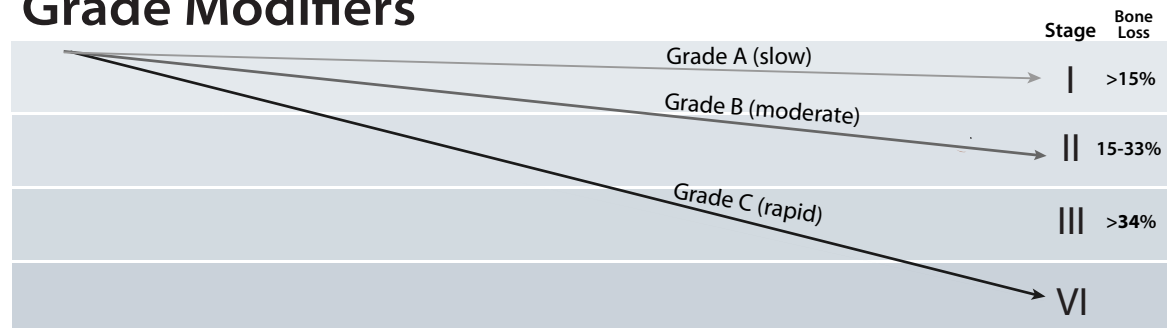 Grade Modifiers
Stage Bone Loss
Grade A (slow)
I >15%
Grade B (moderate)
II 15-33%
Grade C (rapid)
III >34%
VI